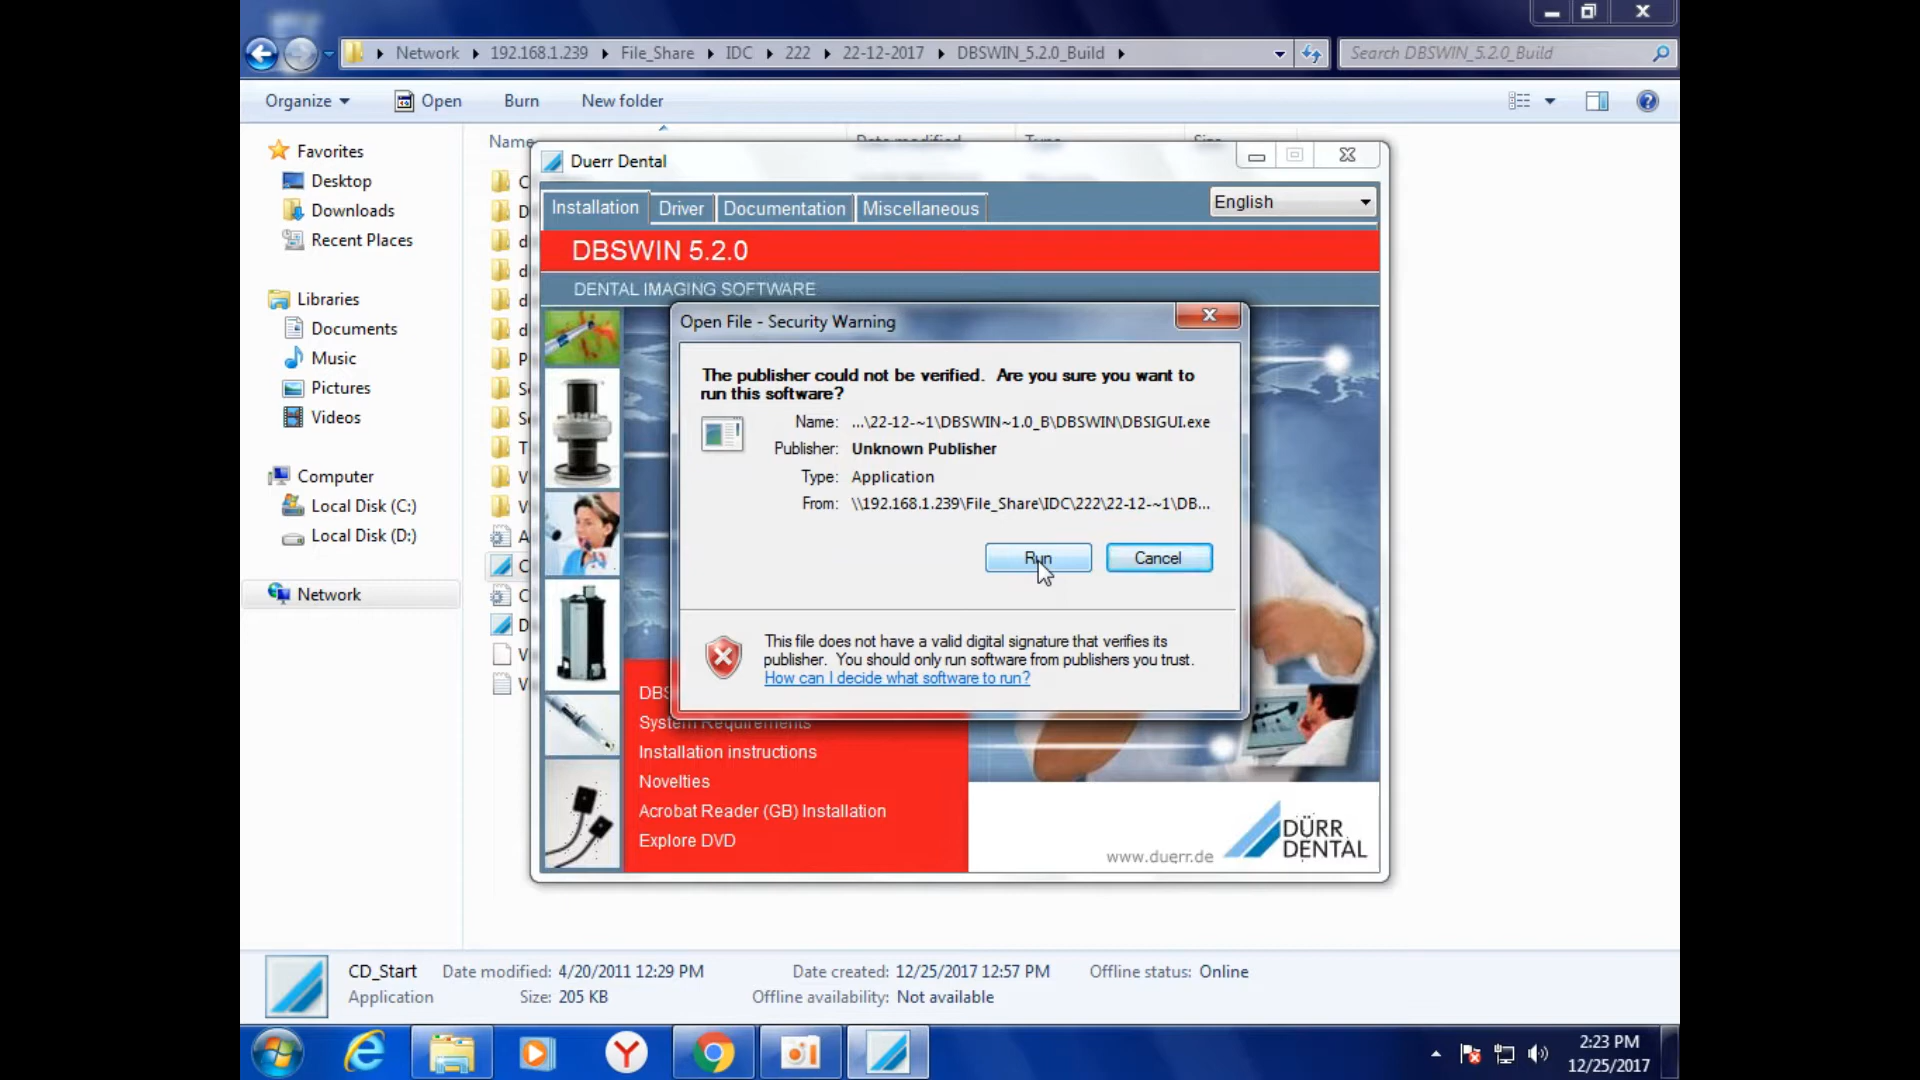 Network ▸ 192.168.1.239 ▸ File_Share ▸ IDC ▸ 222 ▸ 22-12-2017 ▸ DBSWIN_5.2.0_Build ▸
Search DBSWIN_5.2.0_Build
Organize
Open
Burn
New folder
Favorites
Desktop
Downloads
Recent Places
Libraries
Documents
Music
Pictures
Videos
Computer
Local Disk (C:)
Local Disk (D:)
Network
Name
Date modified
Type
Size
Duerr Dental
Installation
Driver
Documentation
Miscellaneous
English
DBSWIN 5.2.0
DENTAL IMAGING SOFTWARE
Open File - Security Warning
The publisher could not be verified. Are you sure you want to
run this software?
Name: ...\22-12-~1\DBSWIN~1.0_B\DBSWIN\DBSIGUI.exe
Publisher: Unknown Publisher
Type: Application
From: \\192.168.1.239\File_Share\IDC\222\22-12-~1\DB...
Run
Cancel
This file does not have a valid digital signature that verifies its
publisher. You should only run software from publishers you trust.
How can I decide what software to run?
System Requirements
Installation instructions
Novelties
Acrobat Reader (GB) Installation
Explore DVD
www.duerr.de
DÜRR
DENTAL
CD_Start
Date modified: 4/20/2011 12:29 PM
Date created: 12/25/2017 12:57 PM
Offline status: Online
Application
Size: 205 KB
Offline availability: Not available
2:23 PM
12/25/2017